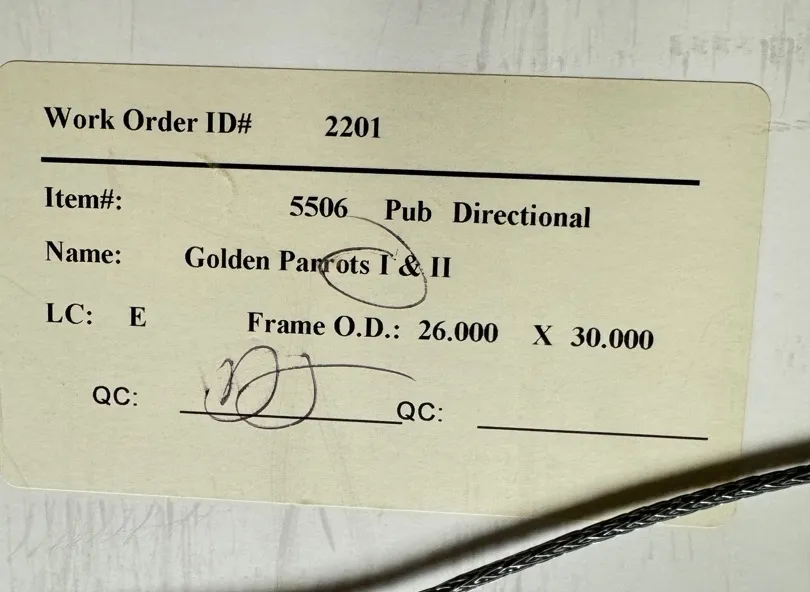 Work Order ID# 2201
Item#: 5506 Pub Directional
Name: Golden Parrots I & II
LC: E Frame O.D.: 26.000 X 30.000
QC: QC: